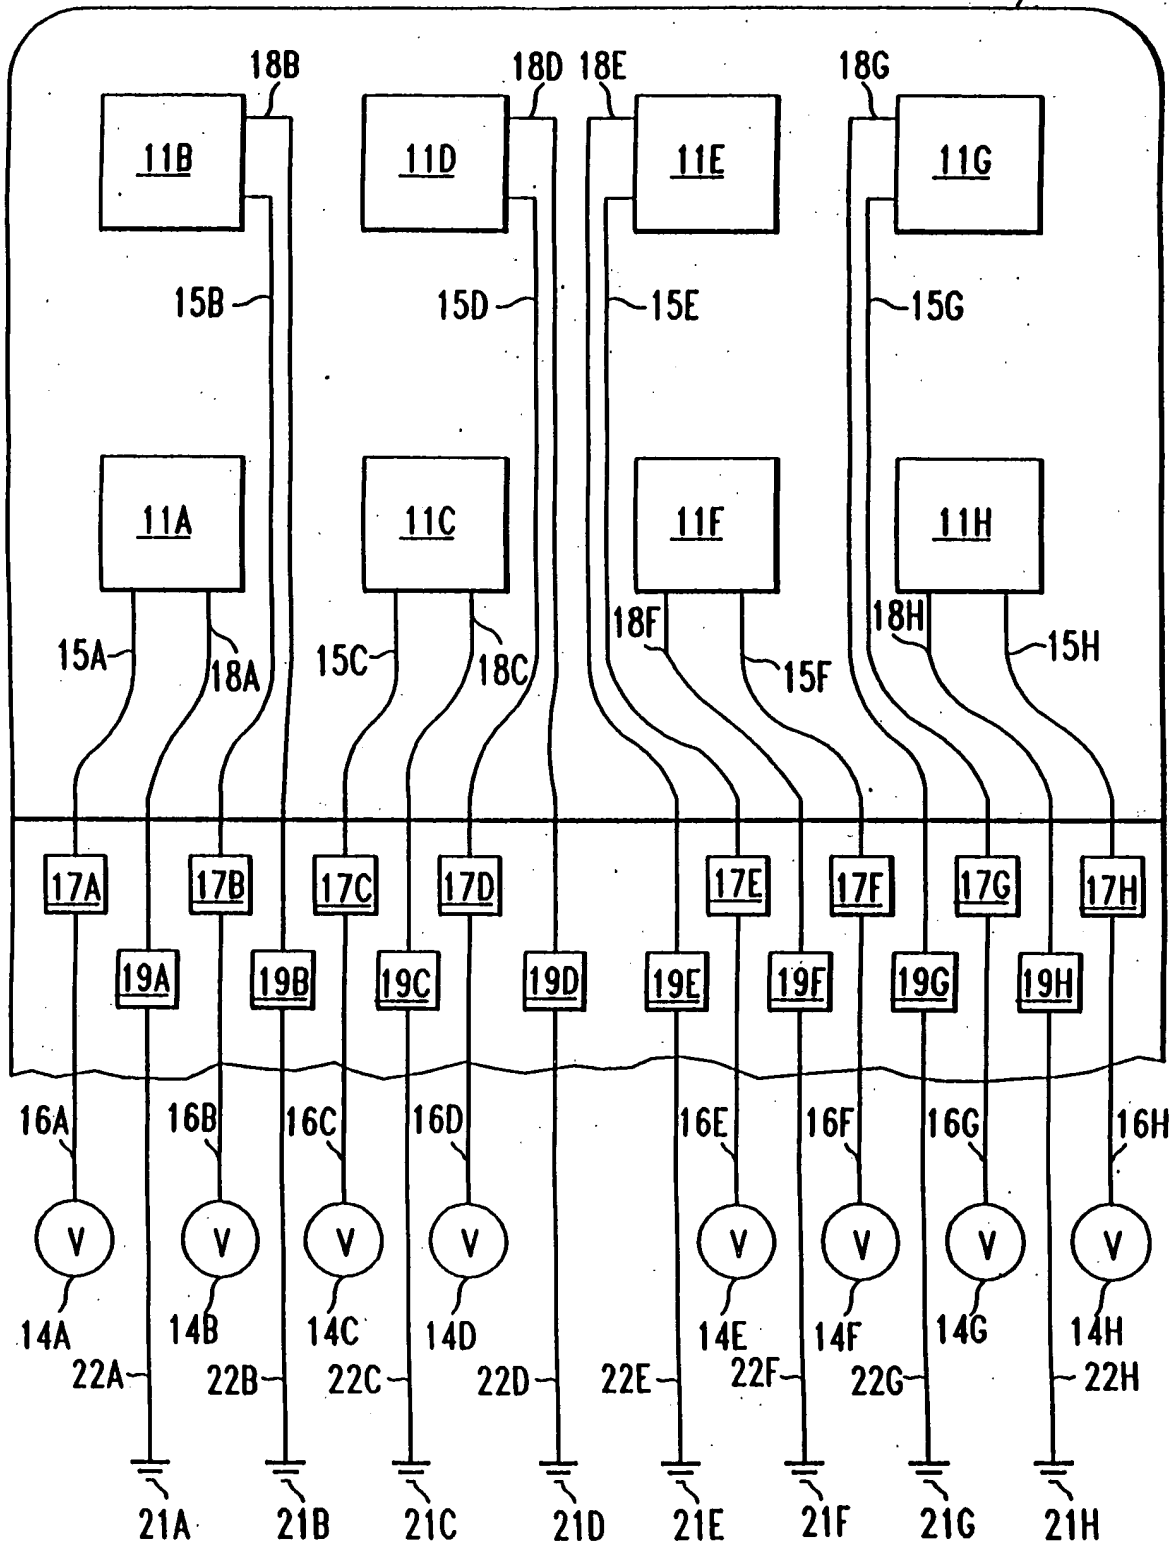 18B 18D 18E 18G
11B 11D 11E 11G
15B 15D 15E 15G
11A 11C 11F 11H
18F 18H
15A 18A 15C 18C 15F 15H
17A 17B 17C 17D 17E 17F 17G 17H
19A 19B 19C 19D 19E 19F 19G 19H
16A 16B 16C 16D 16E 16F 16G 16H
V V V V V V V V
14A 14B 14C 14D 14E 14F 14G 14H
22A 22B 22C 22D 22E 22F 22G 22H
21A 21B 21C 21D 21E 21F 21G 21H